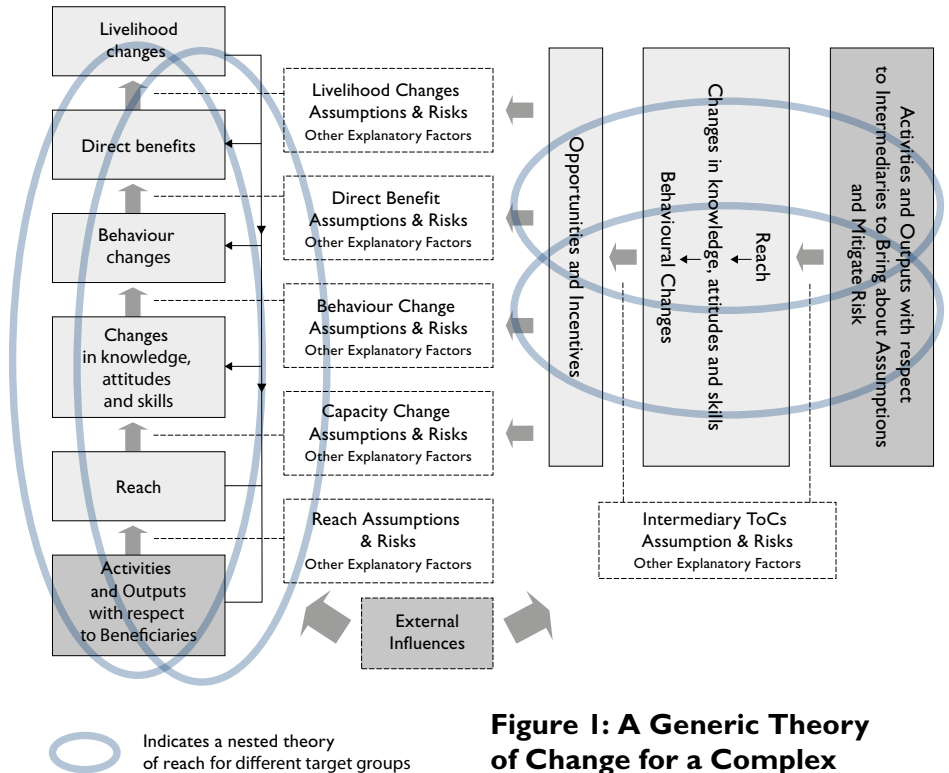 Livelihood
changes
Direct benefits
Behaviour
changes
Changes
in knowledge,
attitudes
and skills
Reach
Activities
and Outputs
with respect
to Beneficiaries
Livelihood Changes
Assumptions & Risks
Other Explanatory Factors
Direct Benefit
Assumptions & Risks
Other Explanatory Factors
Behaviour Change
Assumptions & Risks
Other Explanatory Factors
Capacity Change
Assumptions & Risks
Other Explanatory Factors
Reach Assumptions
& Risks
Other Explanatory Factors
External
Influences
Opportunities and Incentives
Reach
Changes in knowledge, attitudes and skills
Behavioural Changes
Activities and Outputs with respect
to Intermediaries to Bring about Assumptions
and Mitigate Risk
Intermediary ToCs
Assumption & Risks
Other Explanatory Factors
Indicates a nested theory
of reach for different target groups
Figure 1: A Generic Theory
of Change for a Complex